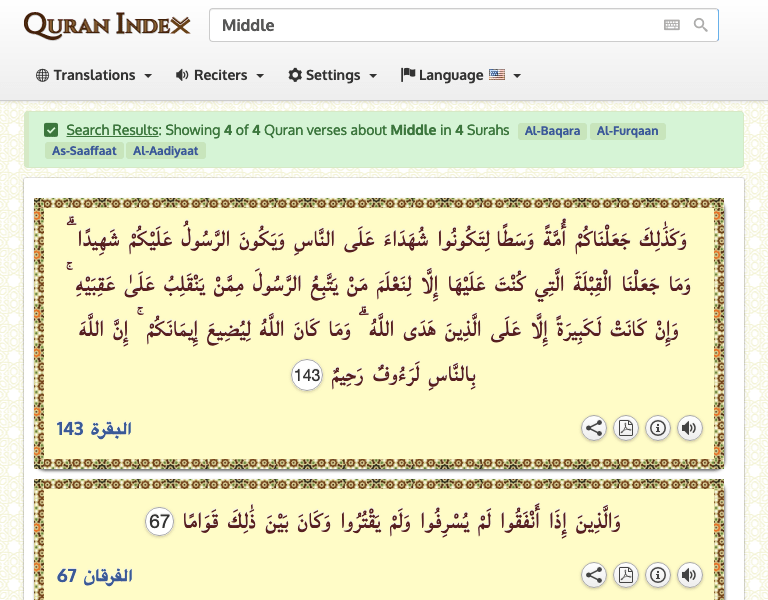 QURAN INDEX
Middle
Translations
Reciters
Settings
Language
Search Results: Showing 4 of 4 Quran verses about Middle in 4 Surahs Al-Baqara Al-Furqaan
As-Saaffaat Al-Aadiyaat
وَكَذَٰلِكَ جَعَلْنَاكُمْ أُمَّةً وَسَطًا لِتَكُونُوا شُهَدَاءَ عَلَى النَّاسِ وَيَكُونَ الرَّسُولُ عَلَيْكُمْ شَهِيدًا ۗ
وَمَا جَعَلْنَا الْقِبْلَةَ الَّتِي كُنْتَ عَلَيْهَا إِلَّا لِنَعْلَمَ مَنْ يَتَّبِعُ الرَّسُولَ مِمَّنْ يَنْقَلِبُ عَلَىٰ عَقِبَيْهِ ۚ
وَإِنْ كَانَتْ لَكَبِيرَةً إِلَّا عَلَى الَّذِينَ هَدَى اللَّهُ ۗ وَمَا كَانَ اللَّهُ لِيُضِيعَ إِيمَانَكُمْ ۚ إِنَّ اللَّهَ
بِالنَّاسِ لَرَءُوفٌ رَحِيمٌ 143
البقرة 143
وَالَّذِينَ إِذَا أَنْفَقُوا لَمْ يُسْرِفُوا وَلَمْ يَقْتُرُوا وَكَانَ بَيْنَ ذَٰلِكَ قَوَامًا 67
الفرقان 67